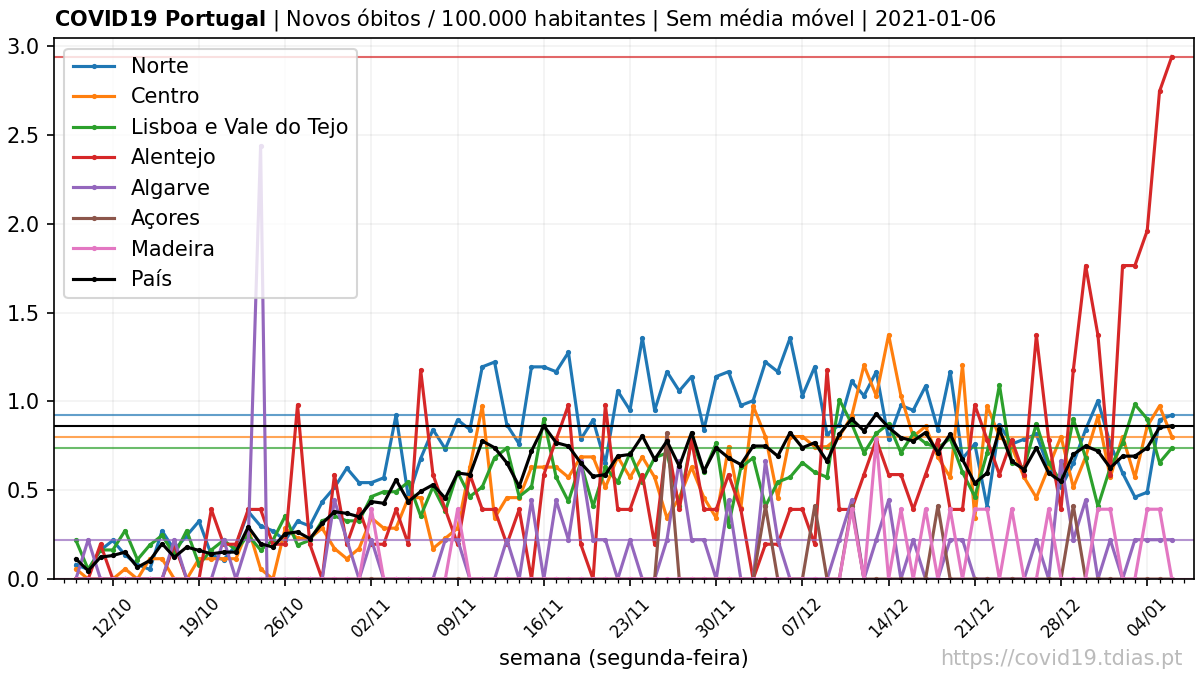 COVID19 Portugal | Novos óbitos / 100.000 habitantes | Sem média móvel | 2021-01-06
3.0
2.5
2.0
1.5
1.0
0.5
0.0
Norte
Centro
Lisboa e Vale do Tejo
Alentejo
Algarve
Açores
Madeira
País
12/10
19/10
26/10
02/11
09/11
16/11
23/11
30/11
07/12
14/12
21/12
28/12
04/01
semana (segunda-feira)
https://covid19.tdias.pt